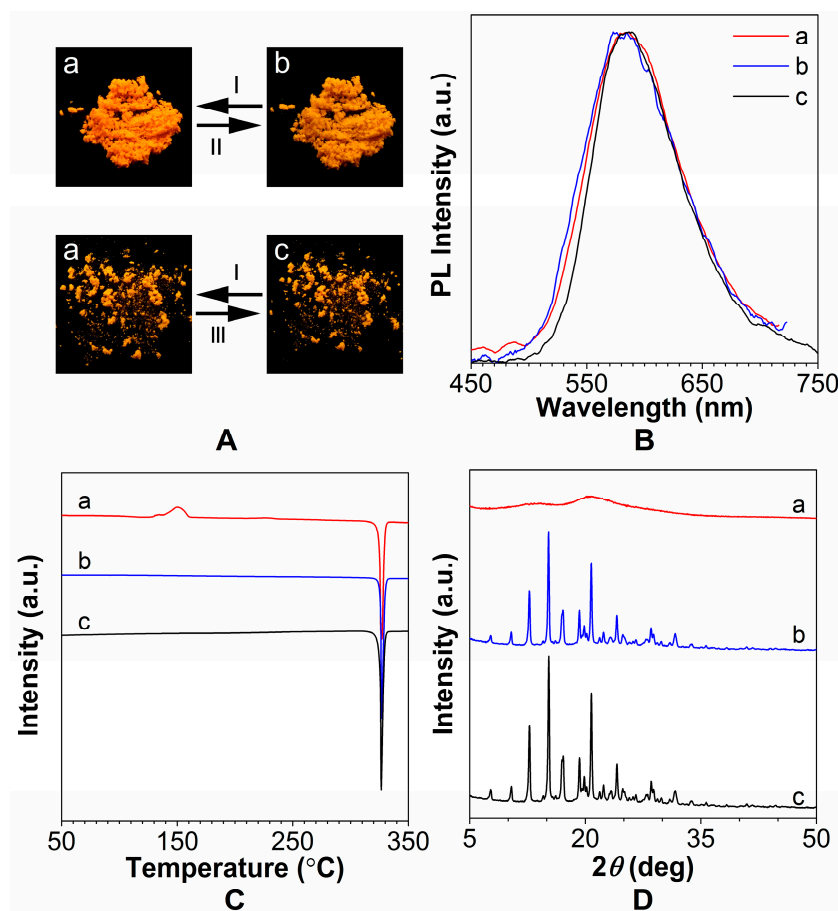 a
I
II
b
a
I
III
c
A
PL Intensity (a.u.)
a
b
c
450 550 650 750
Wavelength (nm)
B
Intensity (a.u.)
a
b
c
50 150 250 350
Temperature (°C)
C
Intensity (a.u.)
a
b
c
5 20 35 50
2θ (deg)
D